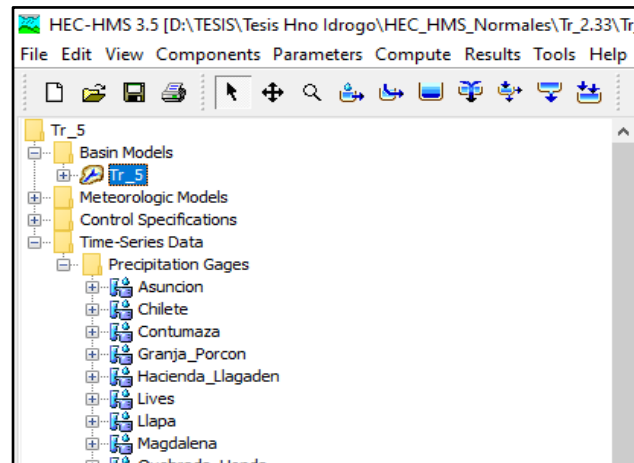 HEC-HMS 3.5 [D:\TESIS\Tesis Hno Idrogo\HEC_HMS_Normales\Tr_2.33\Tr_
File Edit View Components Parameters Compute Results Tools Help
Tr_5
Basin Models
Tr_5
Meteorologic Models
Control Specifications
Time-Series Data
Precipitation Gages
Asuncion
Chilete
Contumaza
Granja_Porcon
Hacienda_Llagaden
Lives
Llapa
Magdalena